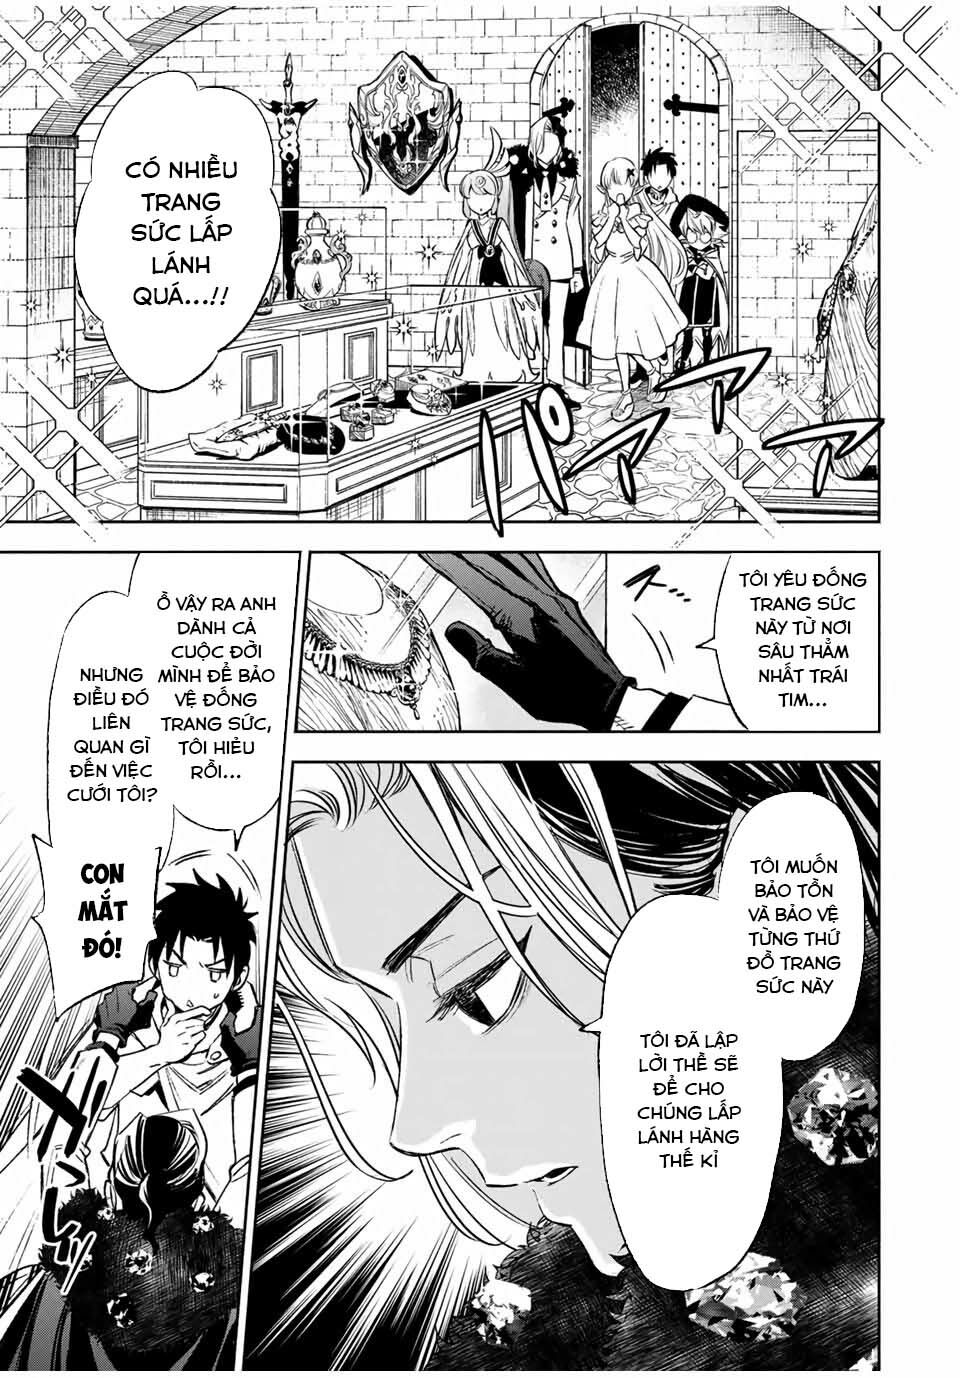 CÓ NHIỀU
TRANG
SỨC LẤP
LÁNH
QUÁ...!!
パァァァ
TÔI YÊU ĐỐNG
TRANG SỨC
NÀY TỪ NƠI
SÂU THẲM
NHẤT TRÁI
TIM...
Ồ VẬY RA ANH
DÀNH CẢ
CUỘC ĐỜI
MÌNH ĐỂ BẢO
VỆ ĐỐNG
TRANG SỨC,
TÔI HIỂU
RỒI...
NHƯNG
ĐIỀU ĐÓ
LIÊN
QUAN GÌ
ĐẾN VIỆC
CƯỚI TÔI?
TÔI MUỐN
BẢO TỒN
VÀ BẢO VỆ
TỪNG THỨ
ĐỒ TRANG
SỨC NÀY
TÔI ĐÃ LẬP
LỜI THỀ SẼ
ĐỂ CHO
CHÚNG LẤP
LÁNH HÀNG
THẾ KỈ
CON
MẮT
ĐÓ!